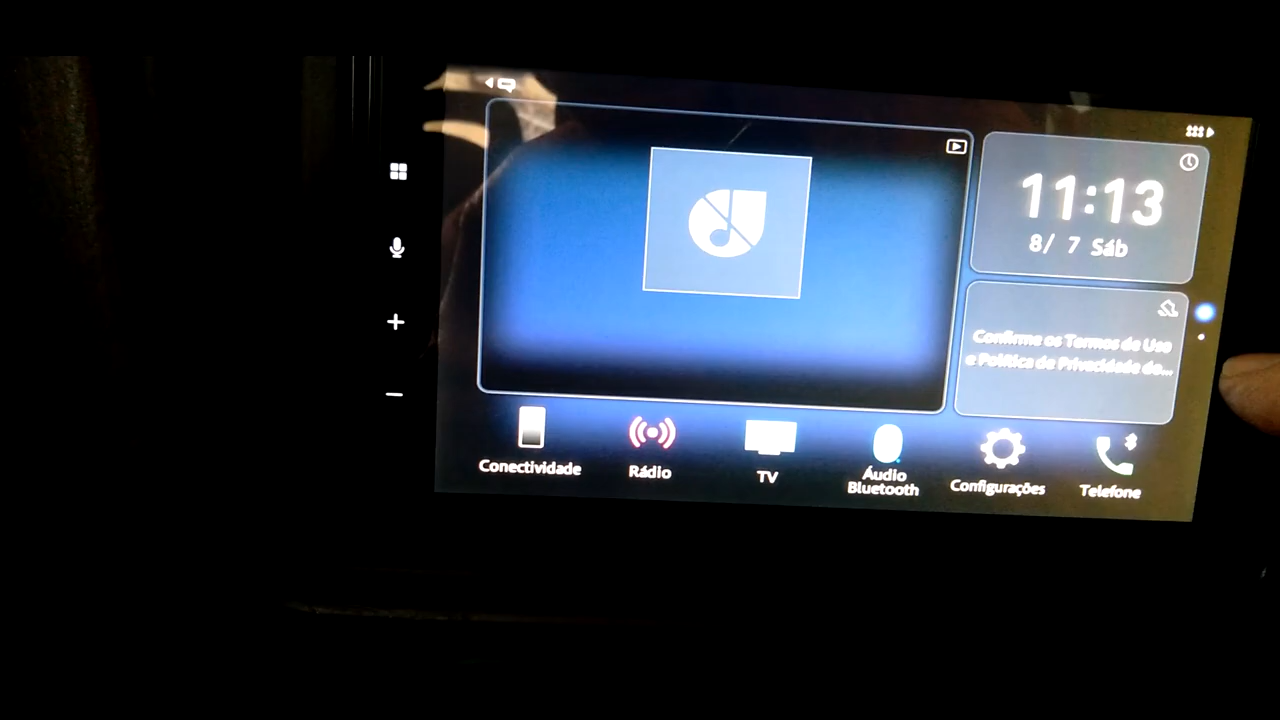 11:13
8/ 7 Sáb
Confirme os Termos de Uso
e Política de Privacidade do...
Conectividade
Rádio
TV
Áudio
Bluetooth
Configurações
Telefone